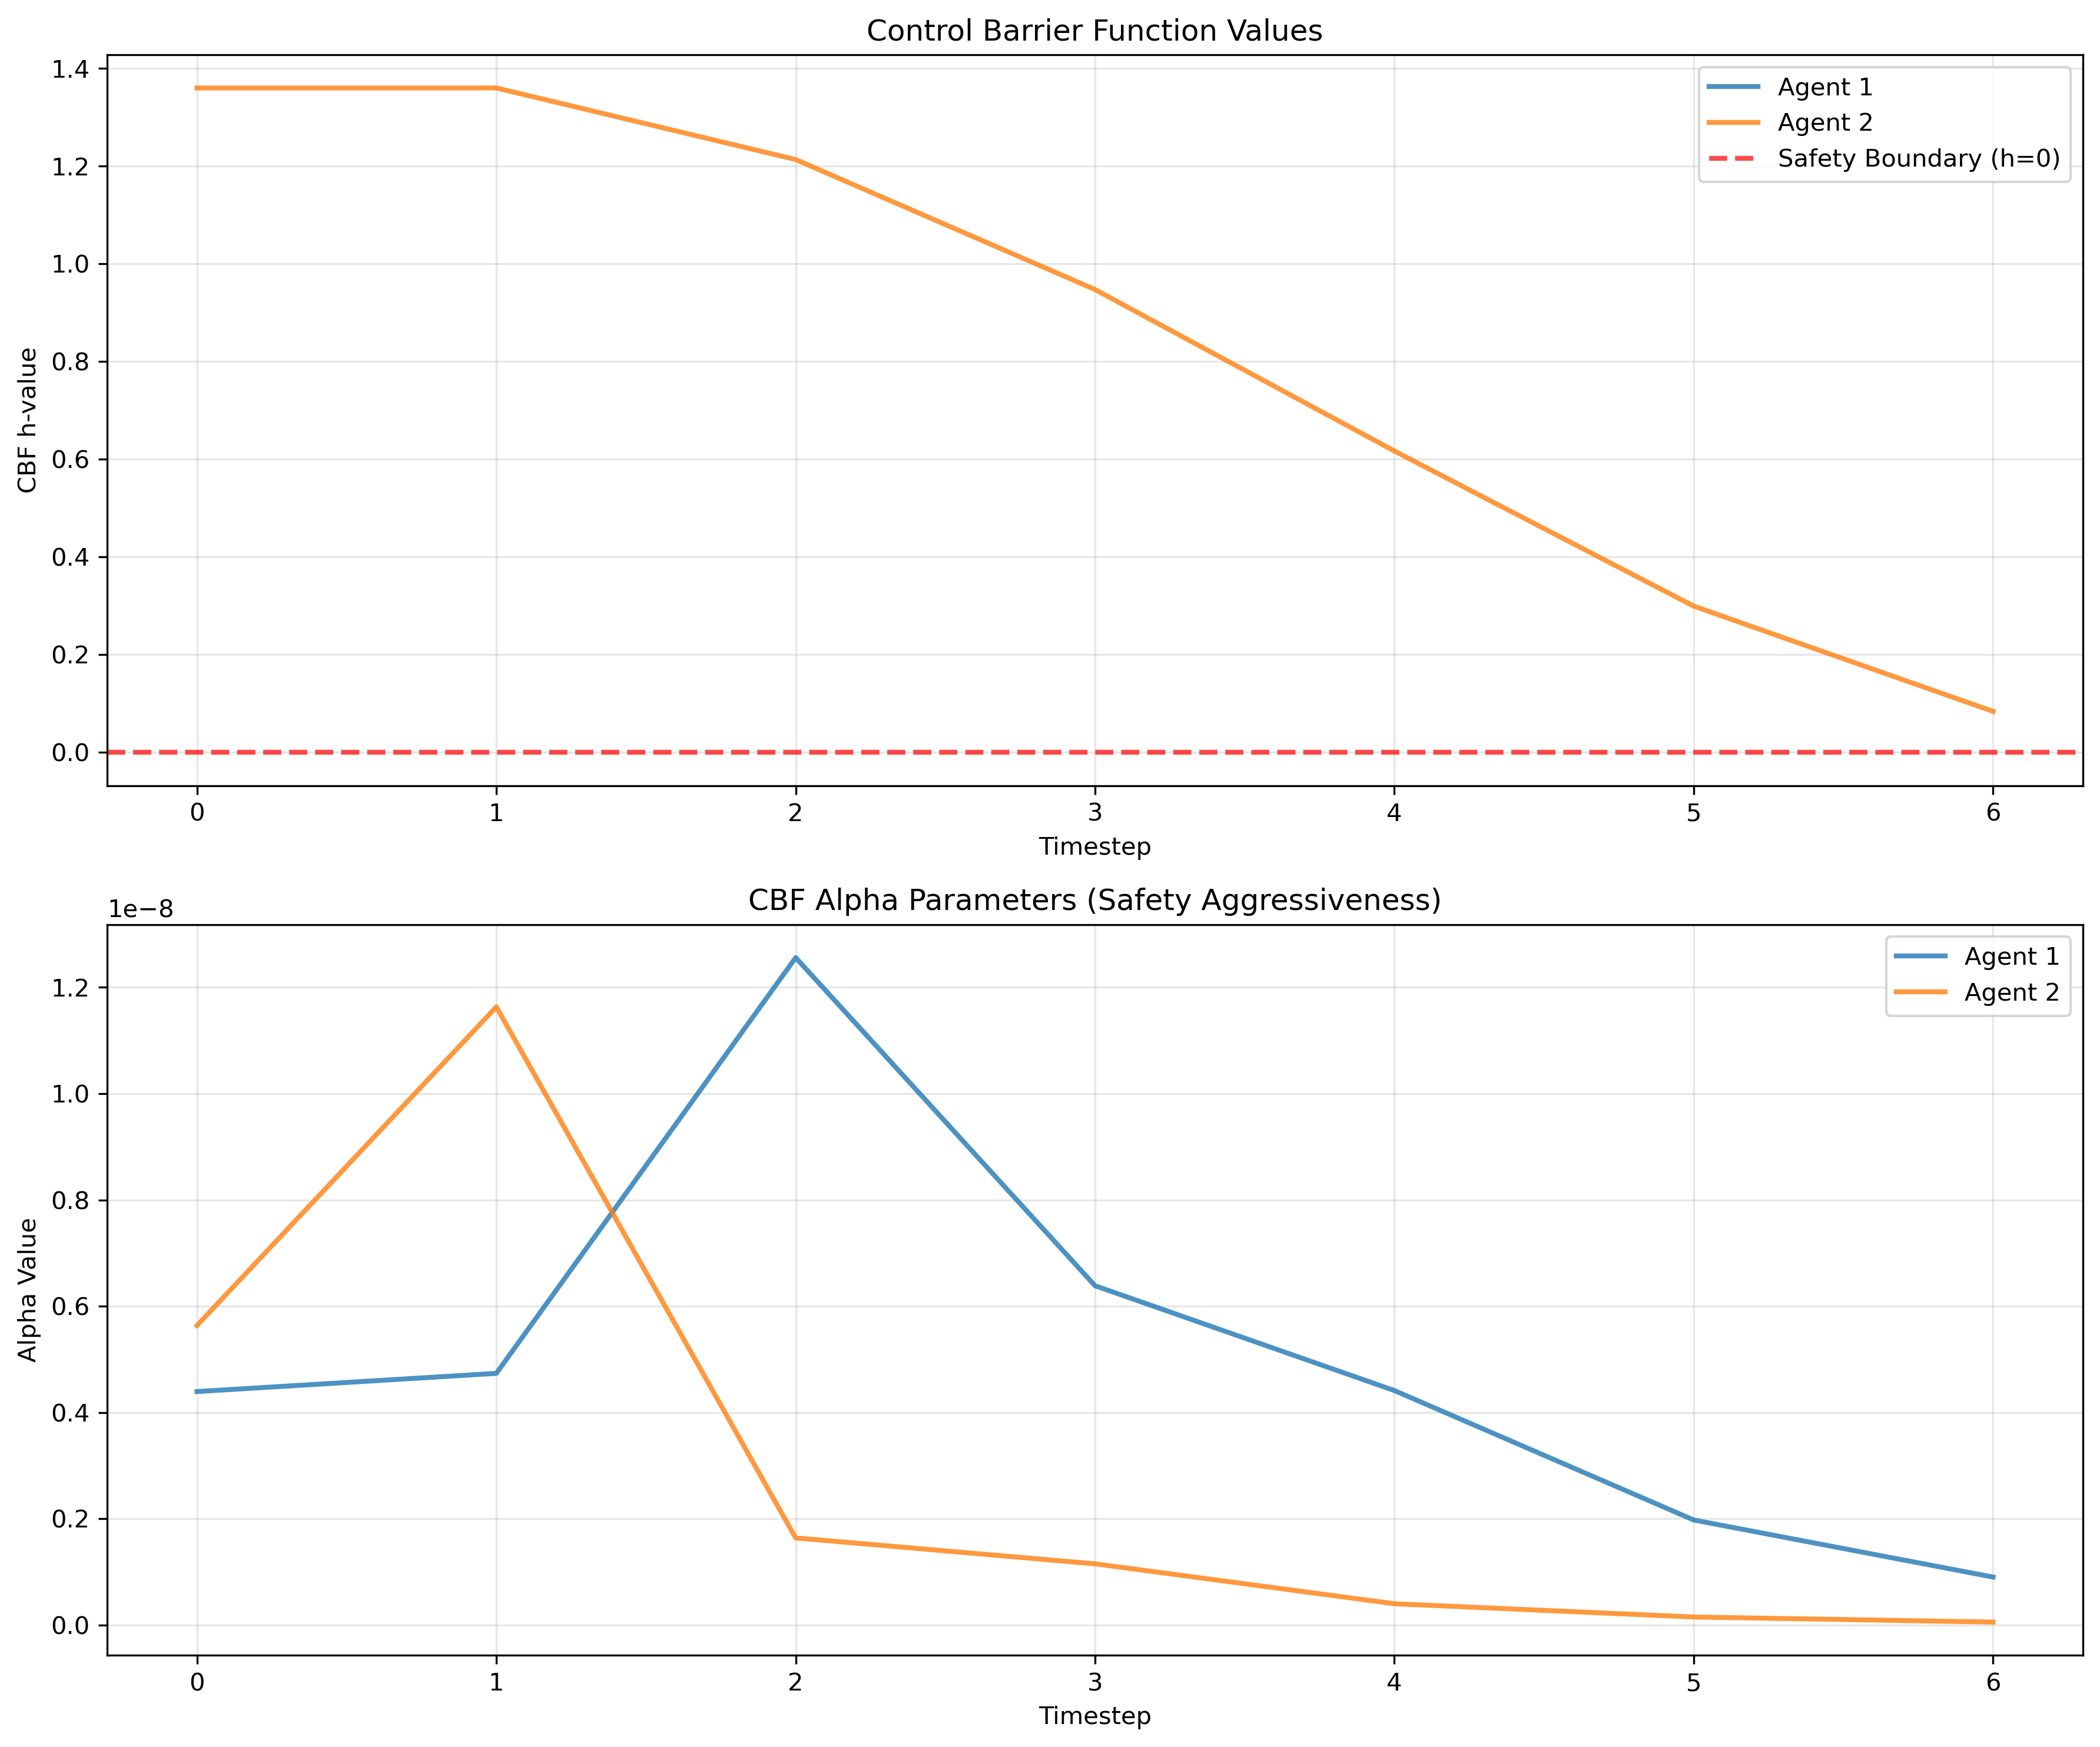 Control Barrier Function Values
1.4
1.2
1.0
0.8
0.6
0.4
0.2
0.0
CBF h-value
Agent 1
Agent 2
Safety Boundary (h=0)
0 1 2 3 4 5 6
Timestep
CBF Alpha Parameters (Safety Aggressiveness)
1e−8
1.2
1.0
0.8
0.6
0.4
0.2
0.0
Alpha Value
Agent 1
Agent 2
0 1 2 3 4 5 6
Timestep